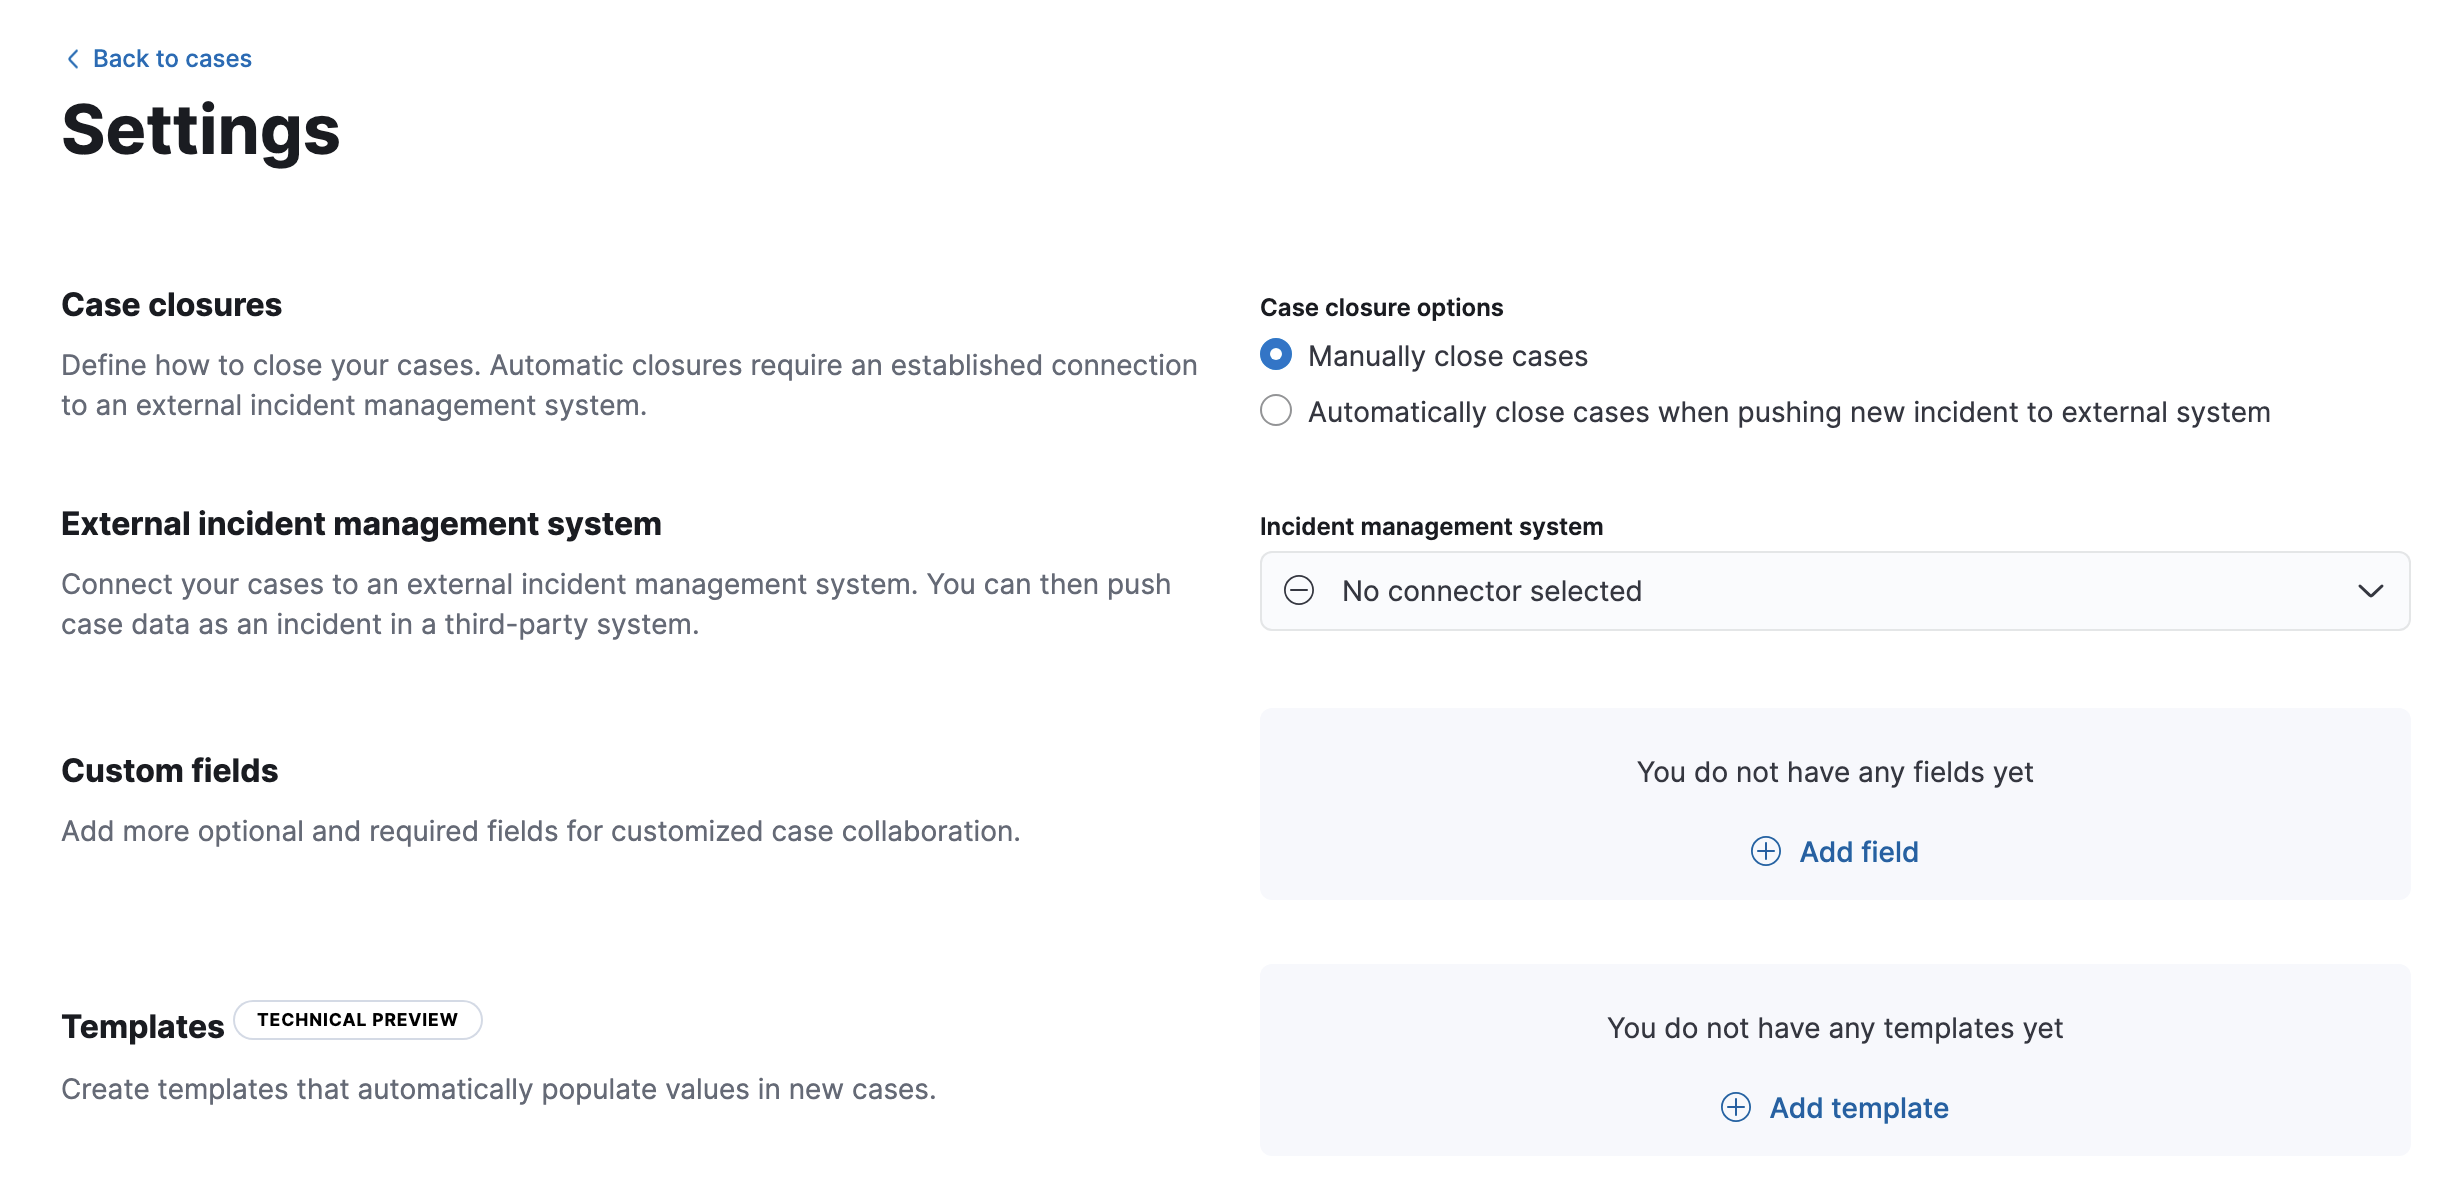 Back to cases
Settings
Case closures
Define how to close your cases. Automatic closures require an established connection
to an external incident management system.
Case closure options
Manually close cases
Automatically close cases when pushing new incident to external system
External incident management system
Connect your cases to an external incident management system. You can then push
case data as an incident in a third-party system.
Incident management system
No connector selected
Custom fields
Add more optional and required fields for customized case collaboration.
You do not have any fields yet
Add field
Templates TECHNICAL PREVIEW
Create templates that automatically populate values in new cases.
You do not have any templates yet
Add template